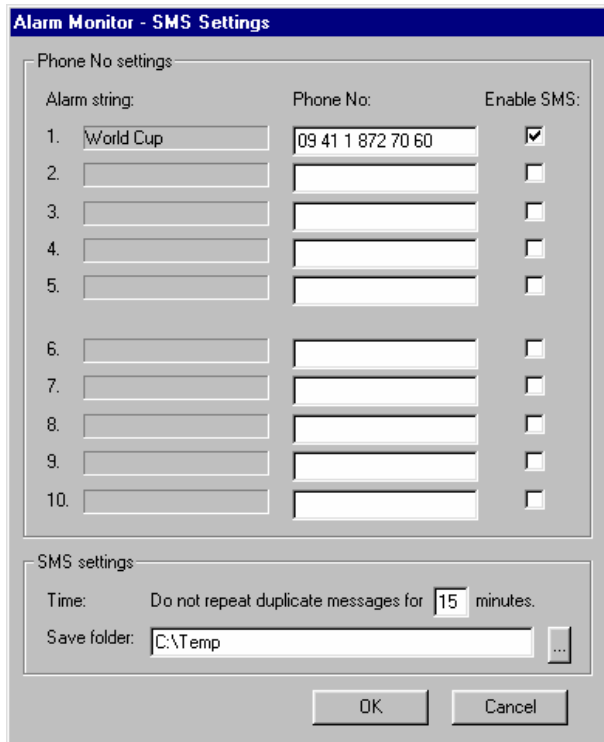 Alarm Monitor - SMS Settings
Phone No settings
Alarm string: Phone No: Enable SMS:
1. World Cup 09 41 1 872 70 60
2.
3.
4.
5.
6.
7.
8.
9.
10.
SMS settings
Time: Do not repeat duplicate messages for 15 minutes.
Save folder: C:\Temp ...
OK Cancel